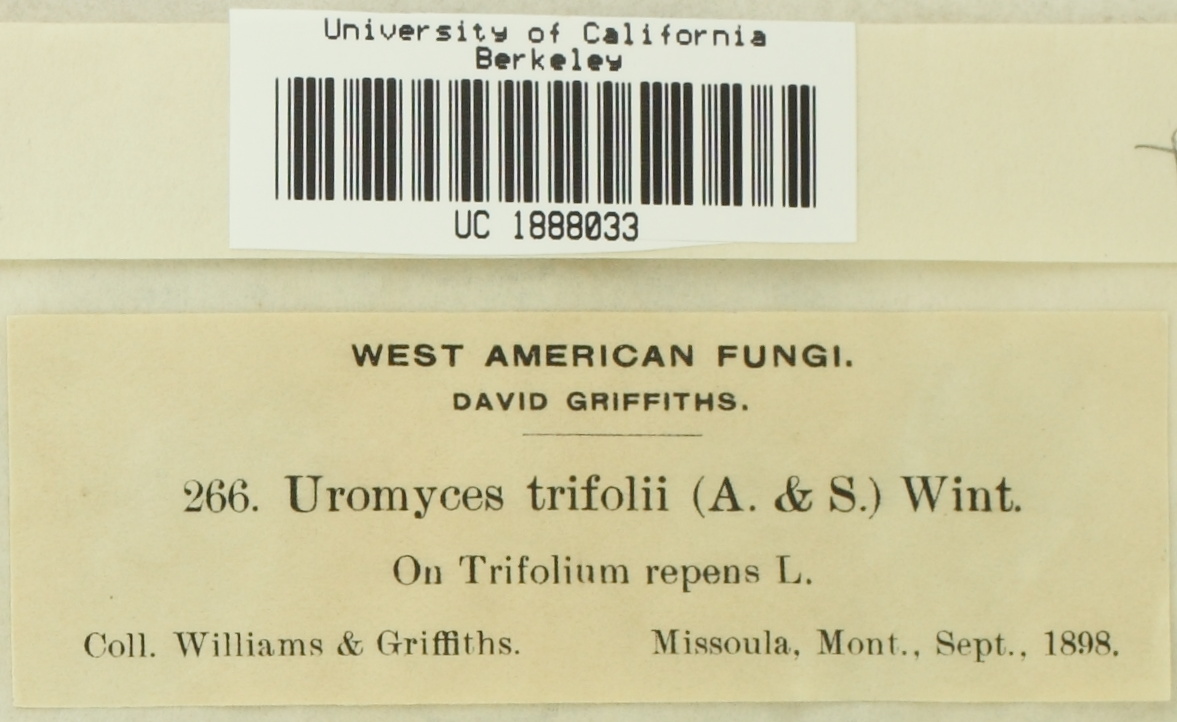 University of California
Berkeley
UC 1888033
WEST AMERICAN FUNGI.
DAVID GRIFFITHS.
266. Uromyces trifolii (A. & S.) Wint.
On Trifolium repens L.
Coll. Williams & Griffiths. Missoula, Mont., Sept., 1898.